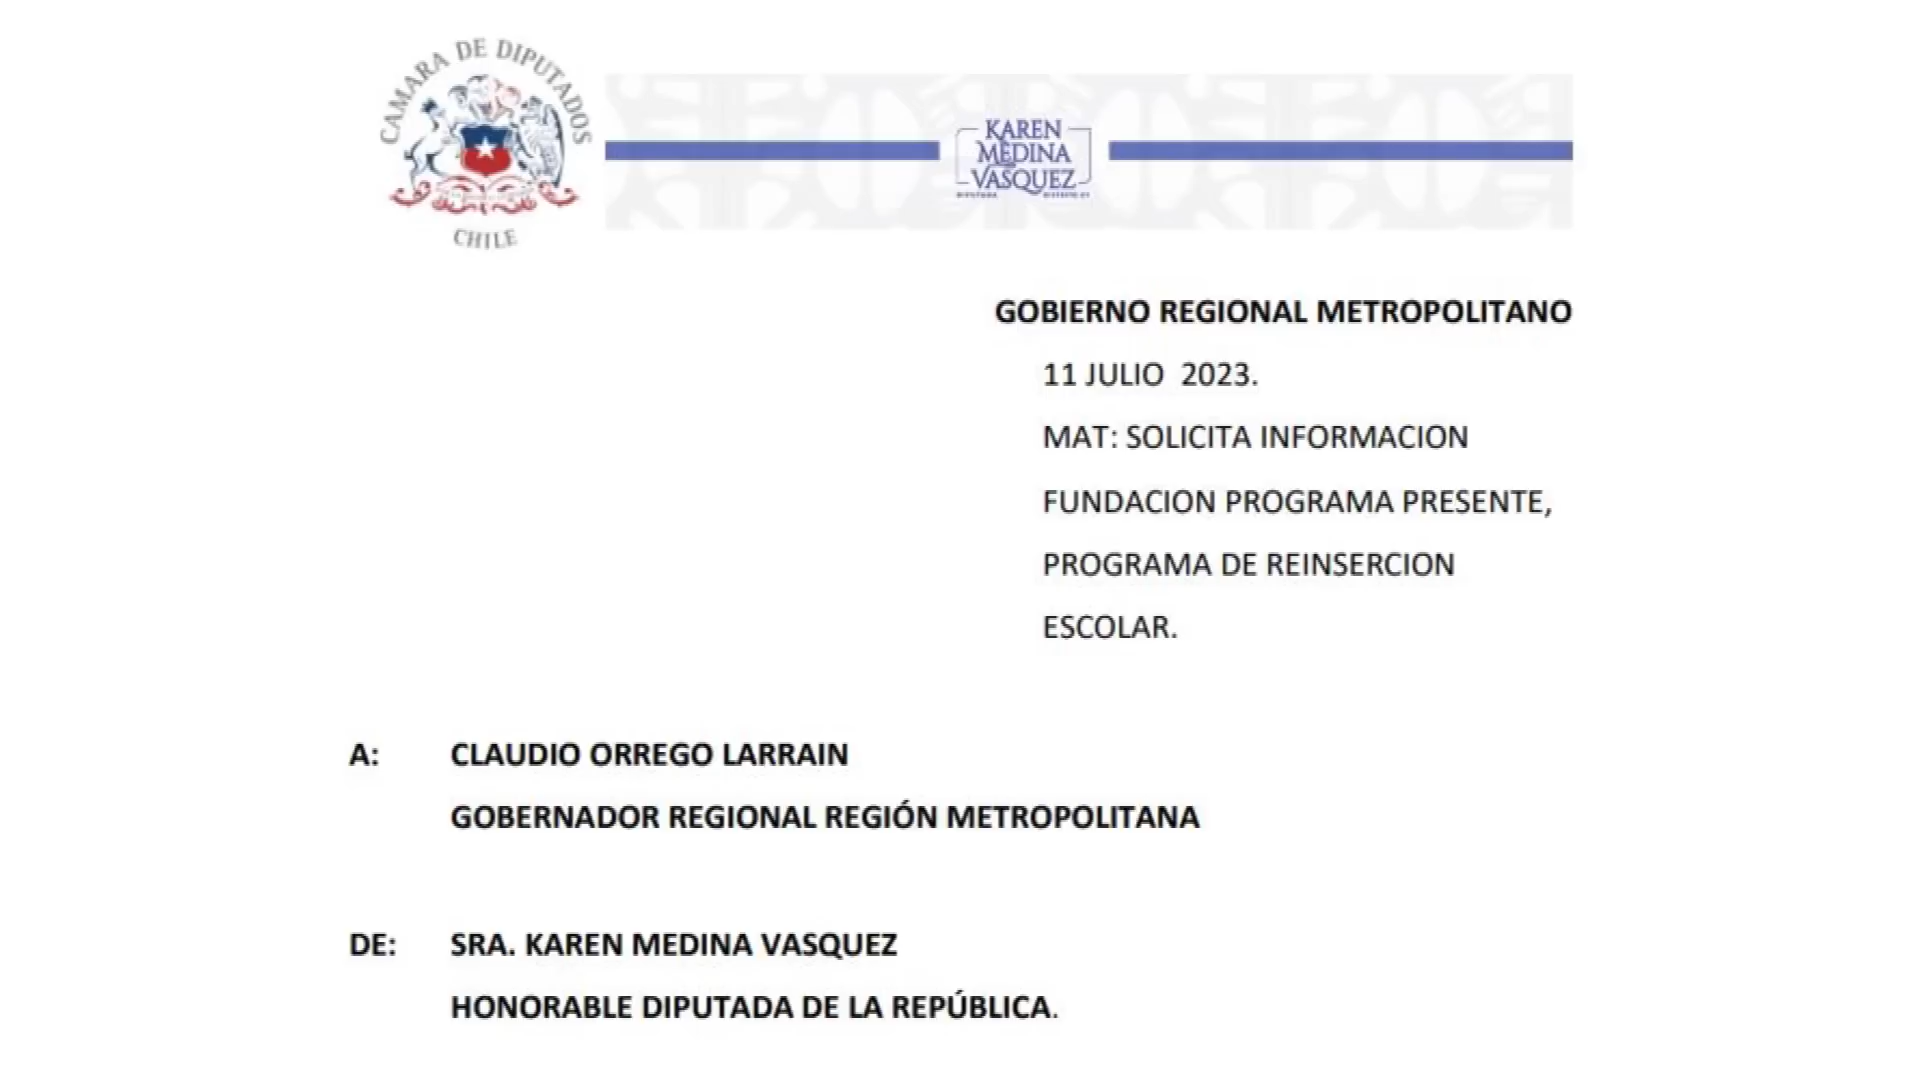 CAMARA DE DIPUTADOS
CHILE
KAREN
MEDINA
VASQUEZ
GOBIERNO REGIONAL METROPOLITANO
11 JULIO 2023.
MAT: SOLICITA INFORMACION
FUNDACION PROGRAMA PRESENTE,
PROGRAMA DE REINSERCION
ESCOLAR.
A: CLAUDIO ORREGO LARRAIN
GOBERNADOR REGIONAL REGIÓN METROPOLITANA
DE: SRA. KAREN MEDINA VASQUEZ
HONORABLE DIPUTADA DE LA REPÚBLICA.